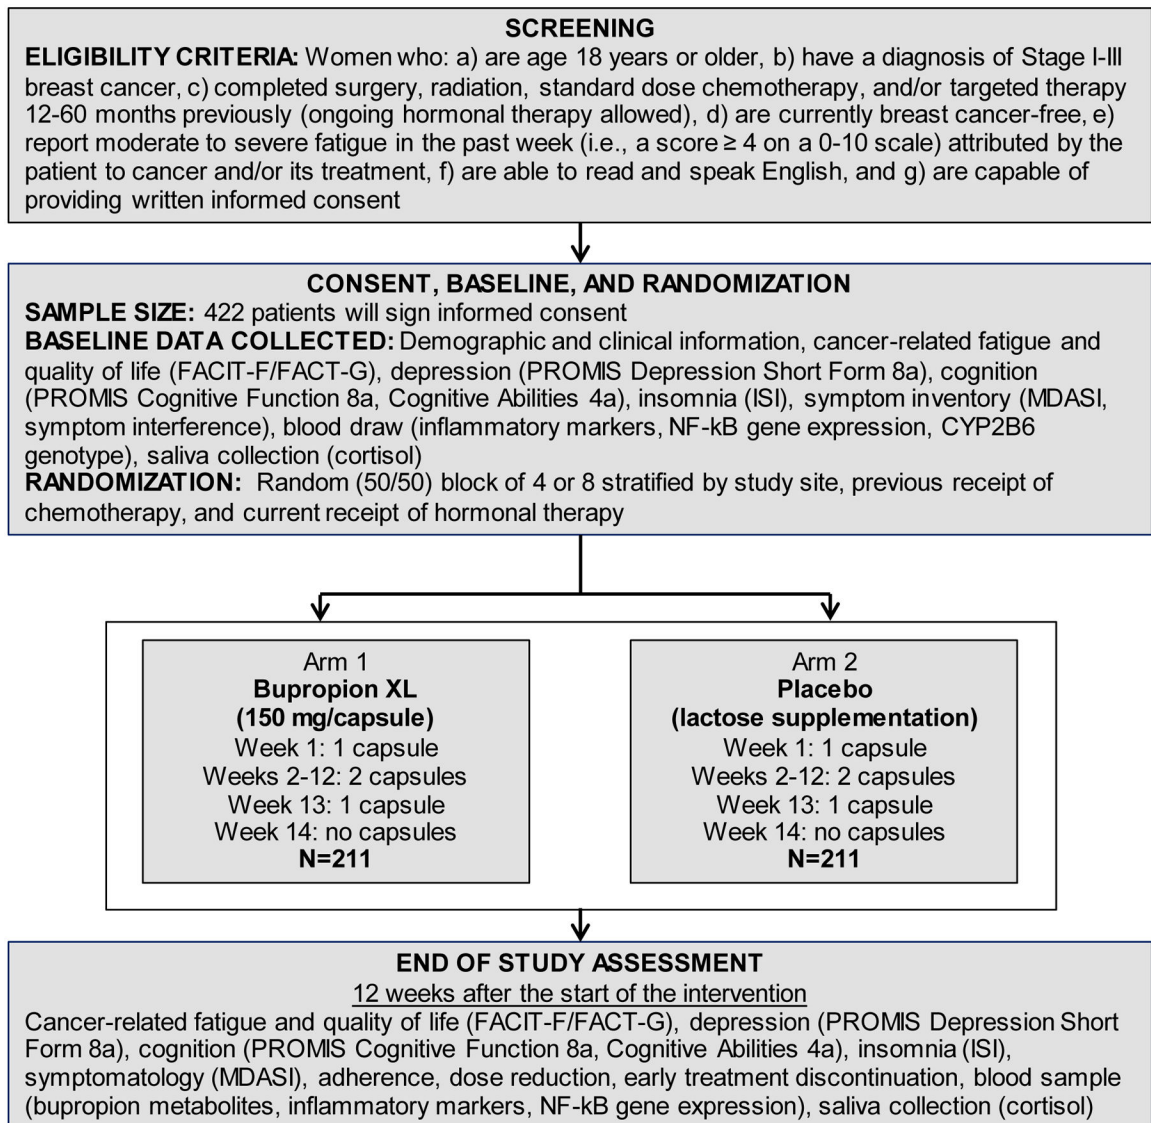 SCREENING
ELIGIBILITY CRITERIA: Women who: a) are age 18 years or older, b) have a diagnosis of Stage I-III
breast cancer, c) completed surgery, radiation, standard dose chemotherapy, and/or targeted therapy
12-60 months previously (ongoing hormonal therapy allowed), d) are currently breast cancer-free, e)
report moderate to severe fatigue in the past week (i.e., a score ≥ 4 on a 0-10 scale) attributed by the
patient to cancer and/or its treatment, f) are able to read and speak English, and g) are capable of
providing written informed consent
CONSENT, BASELINE, AND RANDOMIZATION
SAMPLE SIZE: 422 patients will sign informed consent
BASELINE DATA COLLECTED: Demographic and clinical information, cancer-related fatigue and
quality of life (FACIT-F/FACT-G), depression (PROMIS Depression Short Form 8a), cognition
(PROMIS Cognitive Function 8a, Cognitive Abilities 4a), insomnia (ISI), symptom inventory (MDASI,
symptom interference), blood draw (inflammatory markers, NF-kB gene expression, CYP2B6
genotype), saliva collection (cortisol)
RANDOMIZATION: Random (50/50) block of 4 or 8 stratified by study site, previous receipt of
chemotherapy, and current receipt of hormonal therapy
Arm 1
Bupropion XL
(150 mg/capsule)
Week 1: 1 capsule
Weeks 2-12: 2 capsules
Week 13: 1 capsule
Week 14: no capsules
N=211
Arm 2
Placebo
(lactose supplementation)
Week 1: 1 capsule
Weeks 2-12: 2 capsules
Week 13: 1 capsule
Week 14: no capsules
N=211
END OF STUDY ASSESSMENT
12 weeks after the start of the intervention
Cancer-related fatigue and quality of life (FACIT-F/FACT-G), depression (PROMIS Depression Short
Form 8a), cognition (PROMIS Cognitive Function 8a, Cognitive Abilities 4a), insomnia (ISI),
symptomatology (MDASI), adherence, dose reduction, early treatment discontinuation, blood sample
(bupropion metabolites, inflammatory markers, NF-kB gene expression), saliva collection (cortisol)